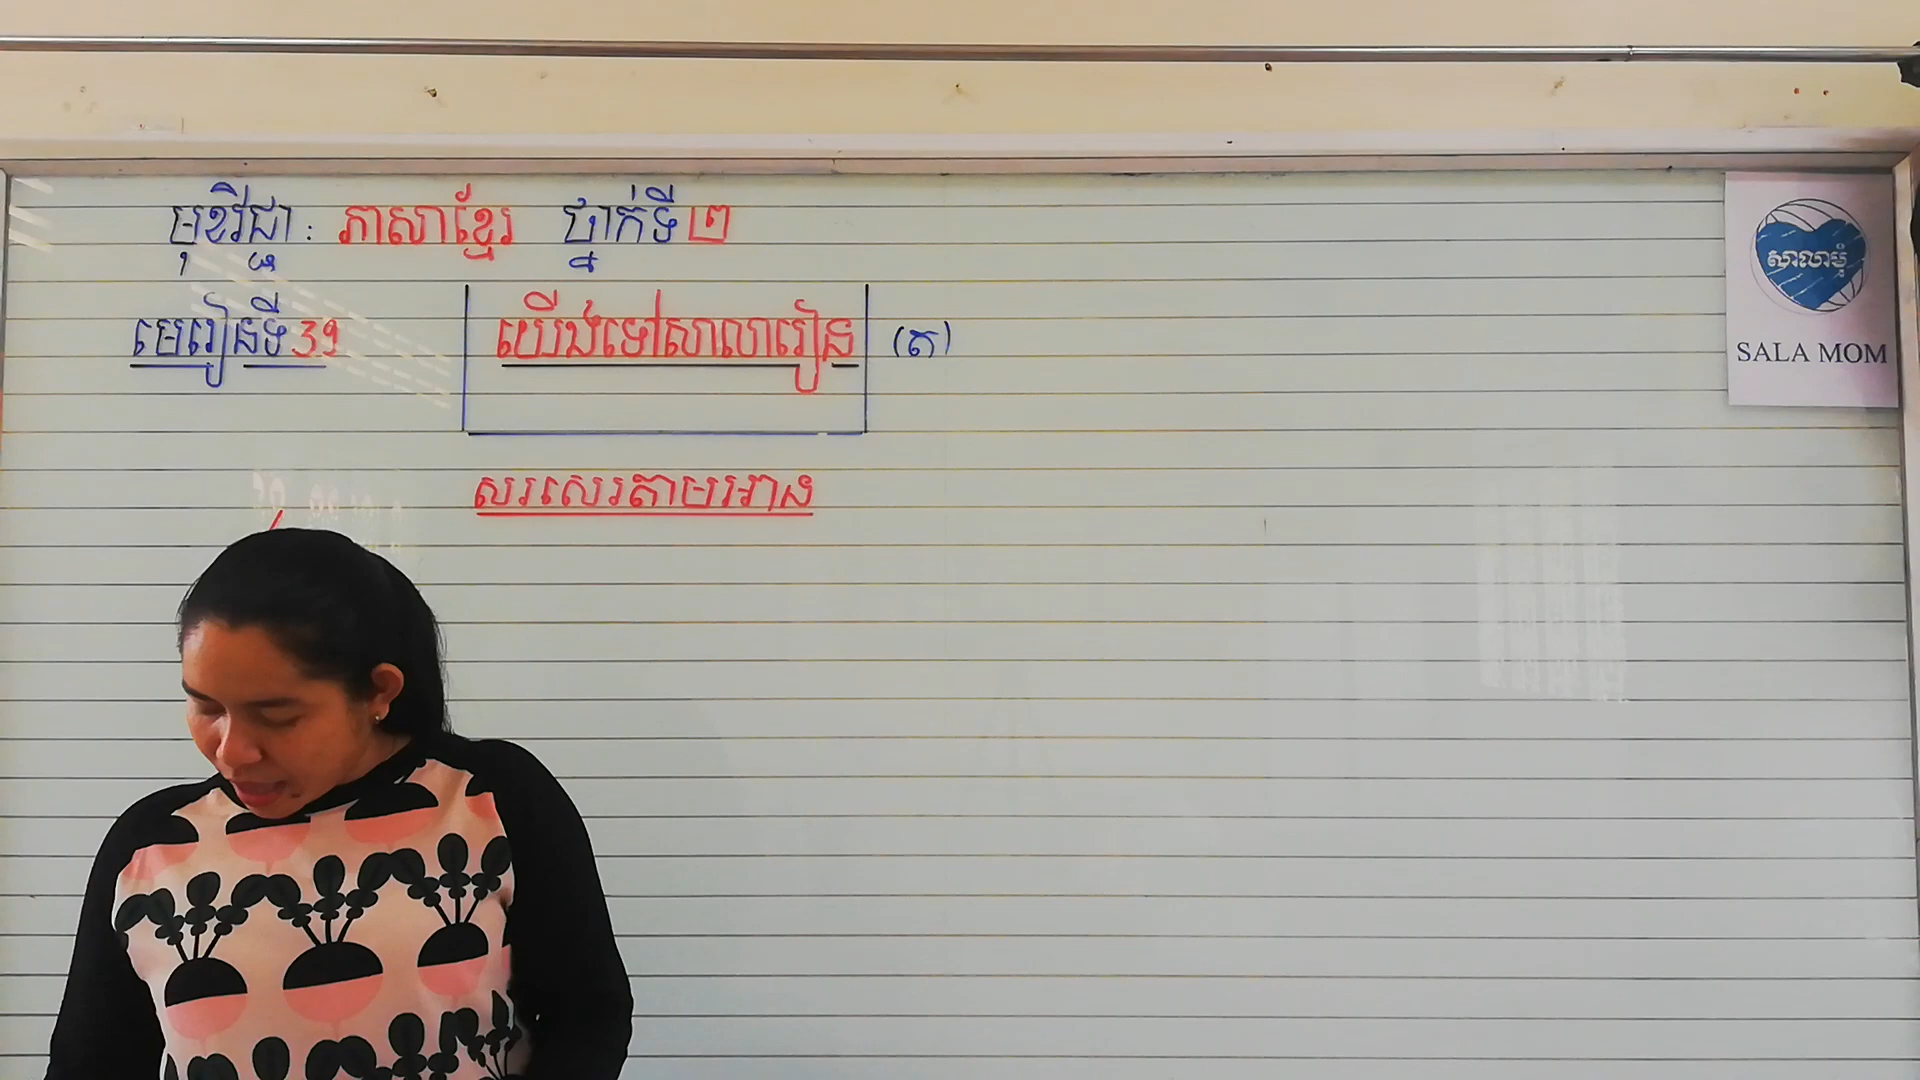 មុខវិជ្ជា : ភាសាខ្មែរ ថ្នាក់ទី២
មេរៀនទី39 យើងទៅសាលារៀន (ត)
សរសេរតាមអាន
សាលាមុំ
SALA MOM